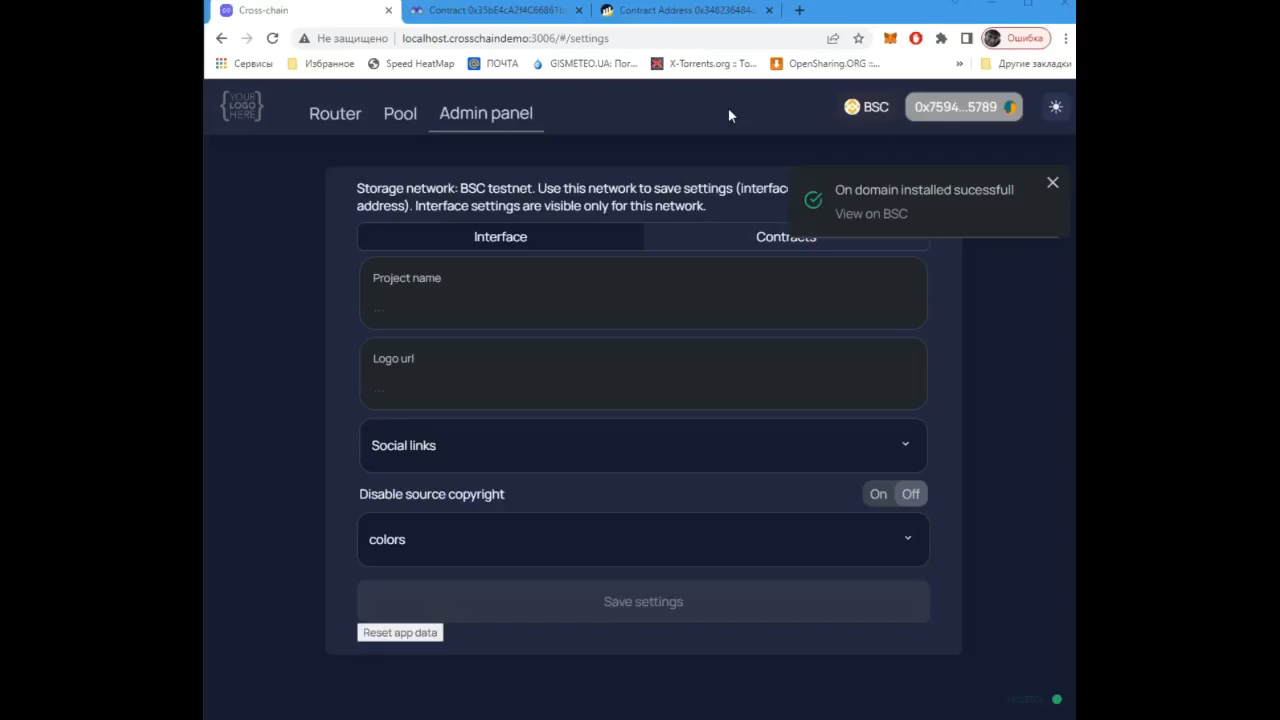 Cross-chain
Contract 0x35bE4cA2f4C66861b
Contract Address 0x348236484c
Не защищено
localhost.crosschaindemo:3006/#/settings
Ошибка
Сервисы
Избранное
Speed HeatMap
ПОЧТА
GISMETEO.UA: Пог...
X-Torrents.org :: То...
OpenSharing.ORG ::...
»
Другие закладки
{YOUR LOGO HERE}
Router
Pool
Admin panel
BSC
0x7594...5789
Storage network: BSC testnet. Use this network to save settings (interface
address). Interface settings are visible only for this network.
On domain installed sucessfull
View on BSC
Interface
Contracts
Project name
...
Logo url
...
Social links
Disable source copyright
On
Off
colors
Save settings
Reset app data